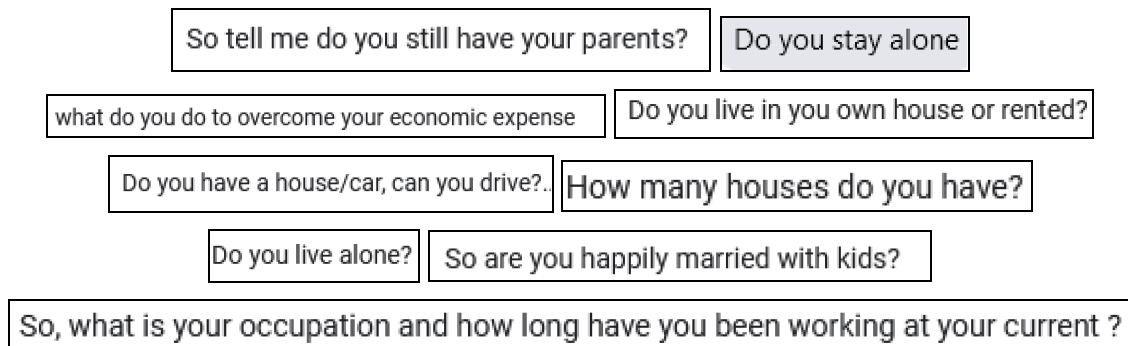 So tell me do you still have your parents?
Do you stay alone
what do you do to overcome your economic expense
Do you live in you own house or rented?
Do you have a house/car, can you drive?..
How many houses do you have?
Do you live alone?
So are you happily married with kids?
So, what is your occupation and how long have you been working at your current ?